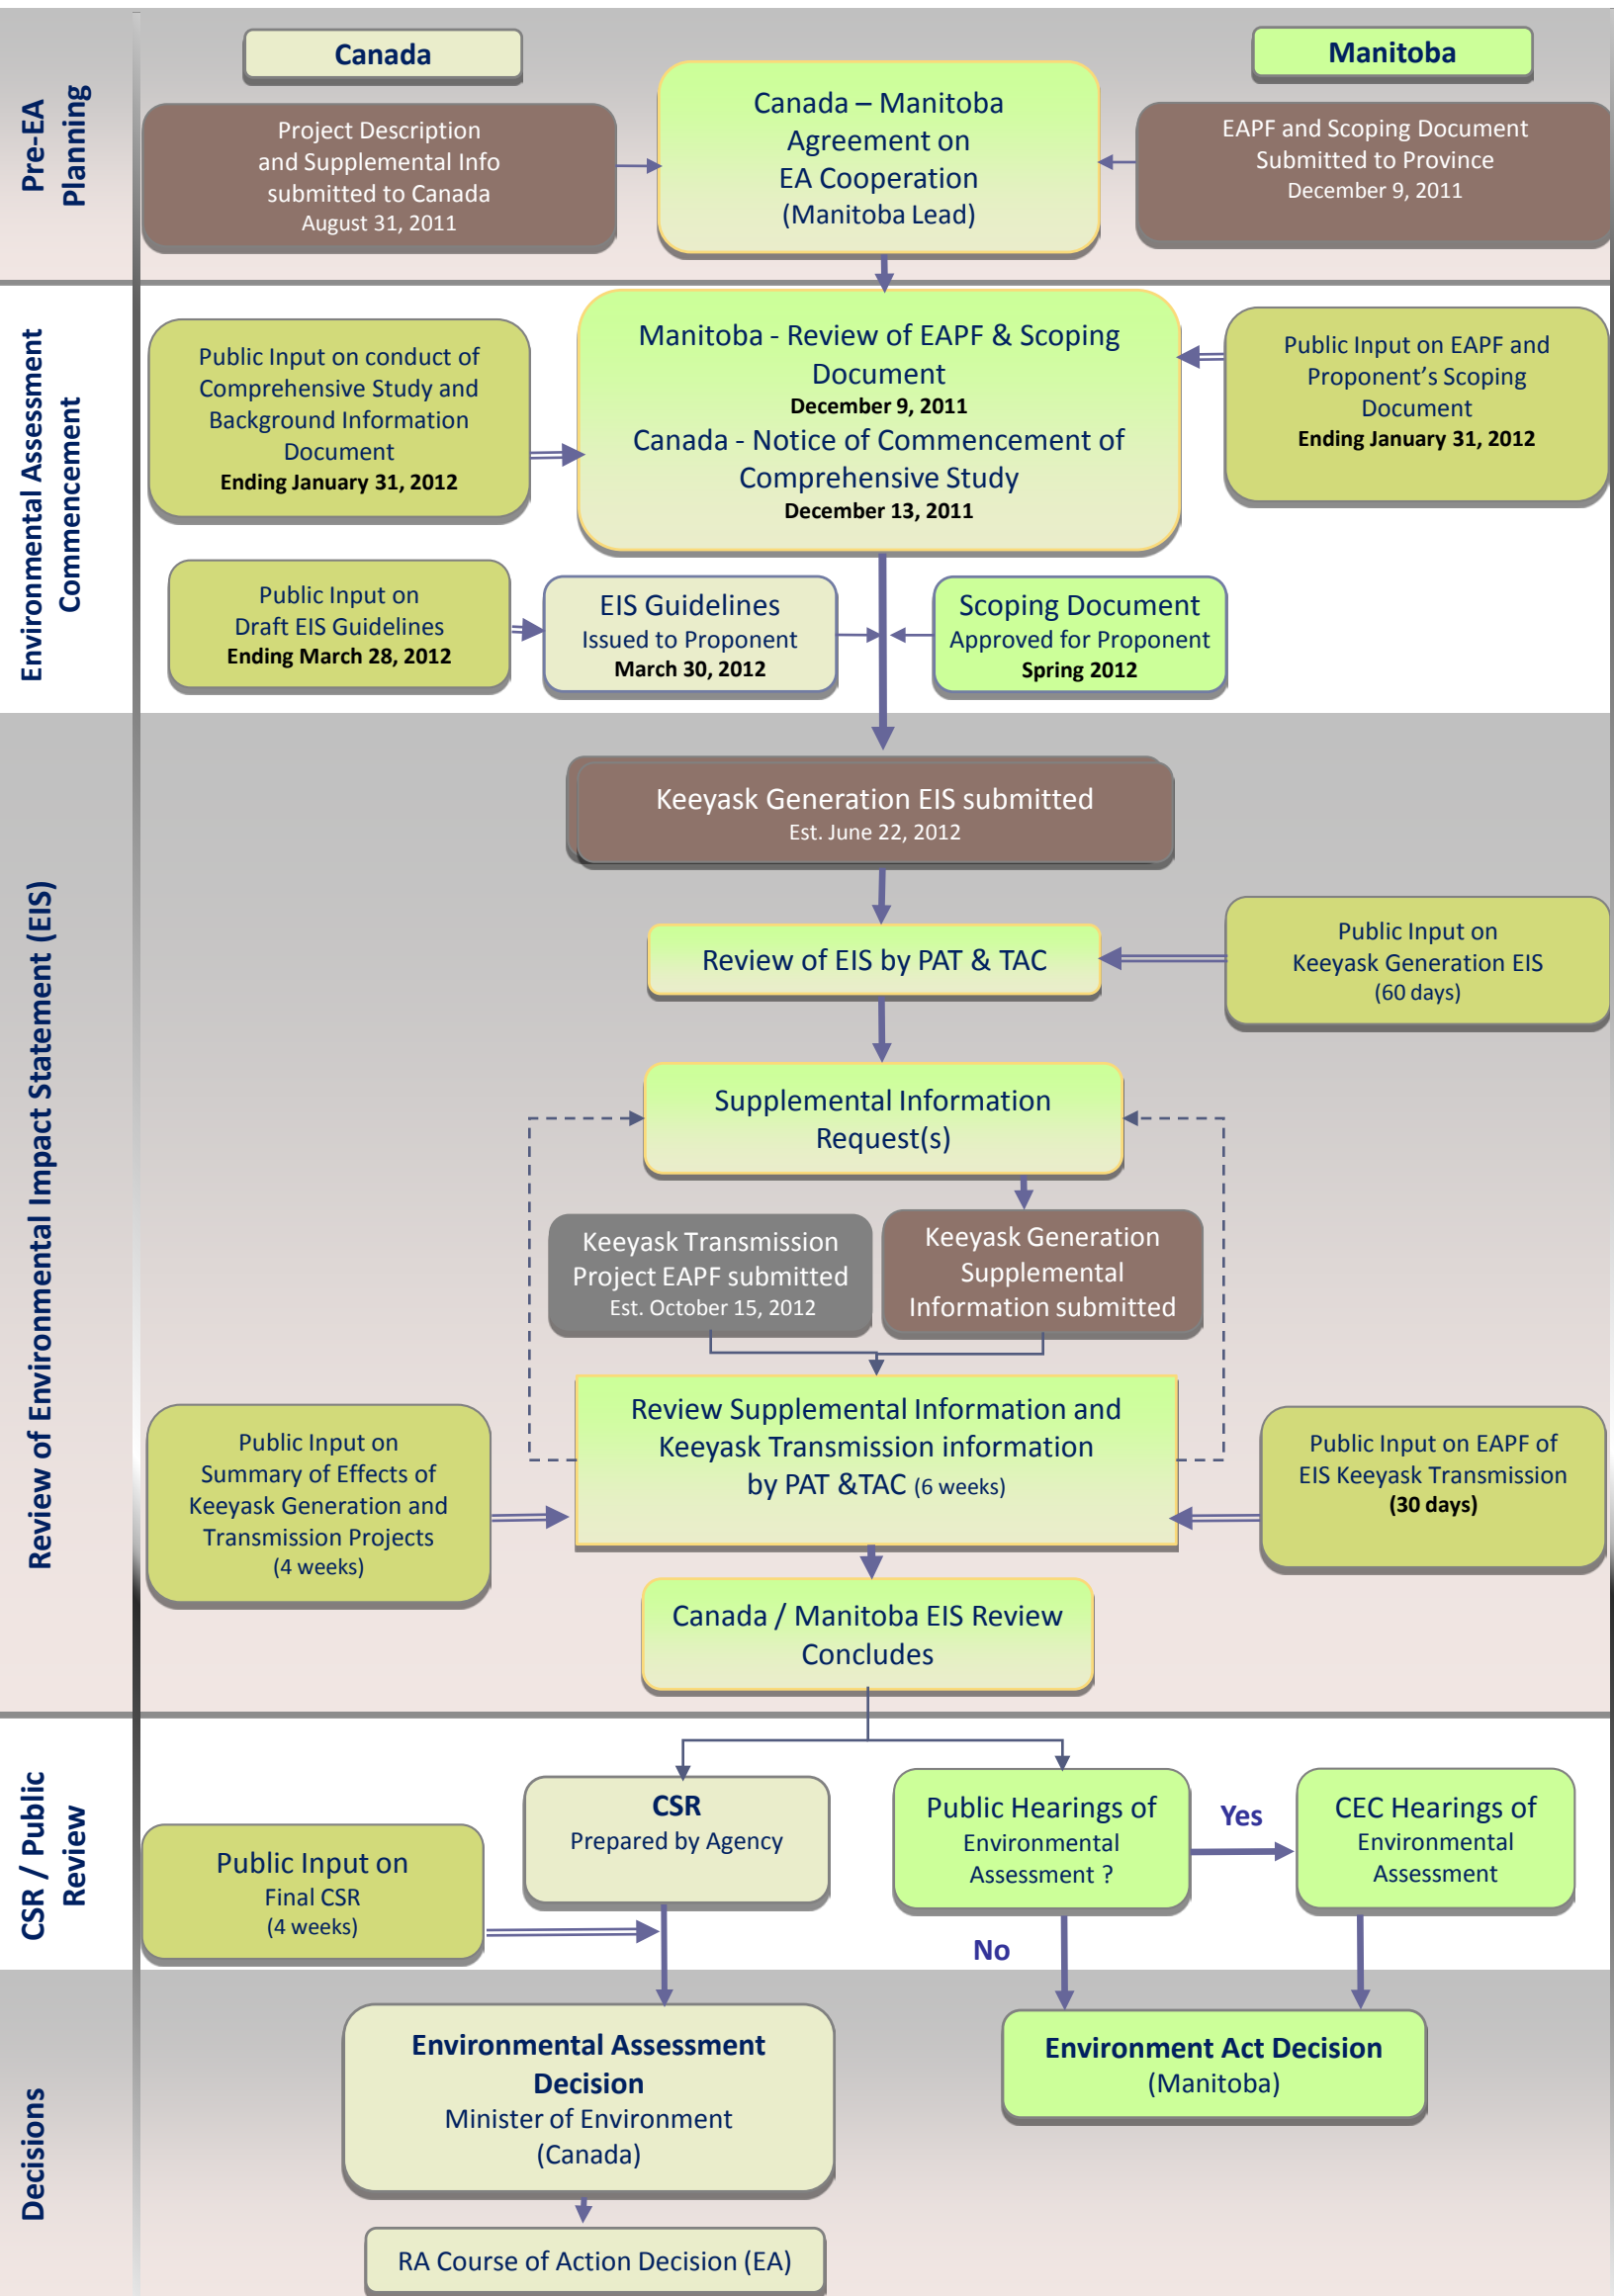 Pre-EA
Planning
Canada
Manitoba
Project Description
and Supplemental Info
submitted to Canada
August 31, 2011
Canada – Manitoba
Agreement on
EA Cooperation
(Manitoba Lead)
EAPF and Scoping Document
Submitted to Province
December 9, 2011
Environmental Assessment
Commencement
Public Input on conduct of
Comprehensive Study and
Background Information
Document
Ending January 31, 2012
Manitoba - Review of EAPF & Scoping
Document
December 9, 2011
Canada - Notice of Commencement of
Comprehensive Study
December 13, 2011
Public Input on EAPF and
Proponent’s Scoping
Document
Ending January 31, 2012
Public Input on
Draft EIS Guidelines
Ending March 28, 2012
EIS Guidelines
Issued to Proponent
March 30, 2012
Scoping Document
Approved for Proponent
Spring 2012
Review of Environmental Impact Statement (EIS)
Keeyask Generation EIS submitted
Est. June 22, 2012
Review of EIS by PAT & TAC
Public Input on
Keeyask Generation EIS
(60 days)
Supplemental Information
Request(s)
Keeyask Transmission
Project EAPF submitted
Est. October 15, 2012
Keeyask Generation
Supplemental
Information submitted
Public Input on
Summary of Effects of
Keeyask Generation and
Transmission Projects
(4 weeks)
Review Supplemental Information and
Keeyask Transmission information
by PAT &TAC (6 weeks)
Public Input on EAPF of
EIS Keeyask Transmission
(30 days)
Canada / Manitoba EIS Review
Concludes
CSR / Public
Review
Public Input on
Final CSR
(4 weeks)
CSR
Prepared by Agency
Public Hearings of
Environmental
Assessment ?
Yes
CEC Hearings of
Environmental
Assessment
No
Decisions
Environmental Assessment
Decision
Minister of Environment
(Canada)
Environment Act Decision
(Manitoba)
RA Course of Action Decision (EA)